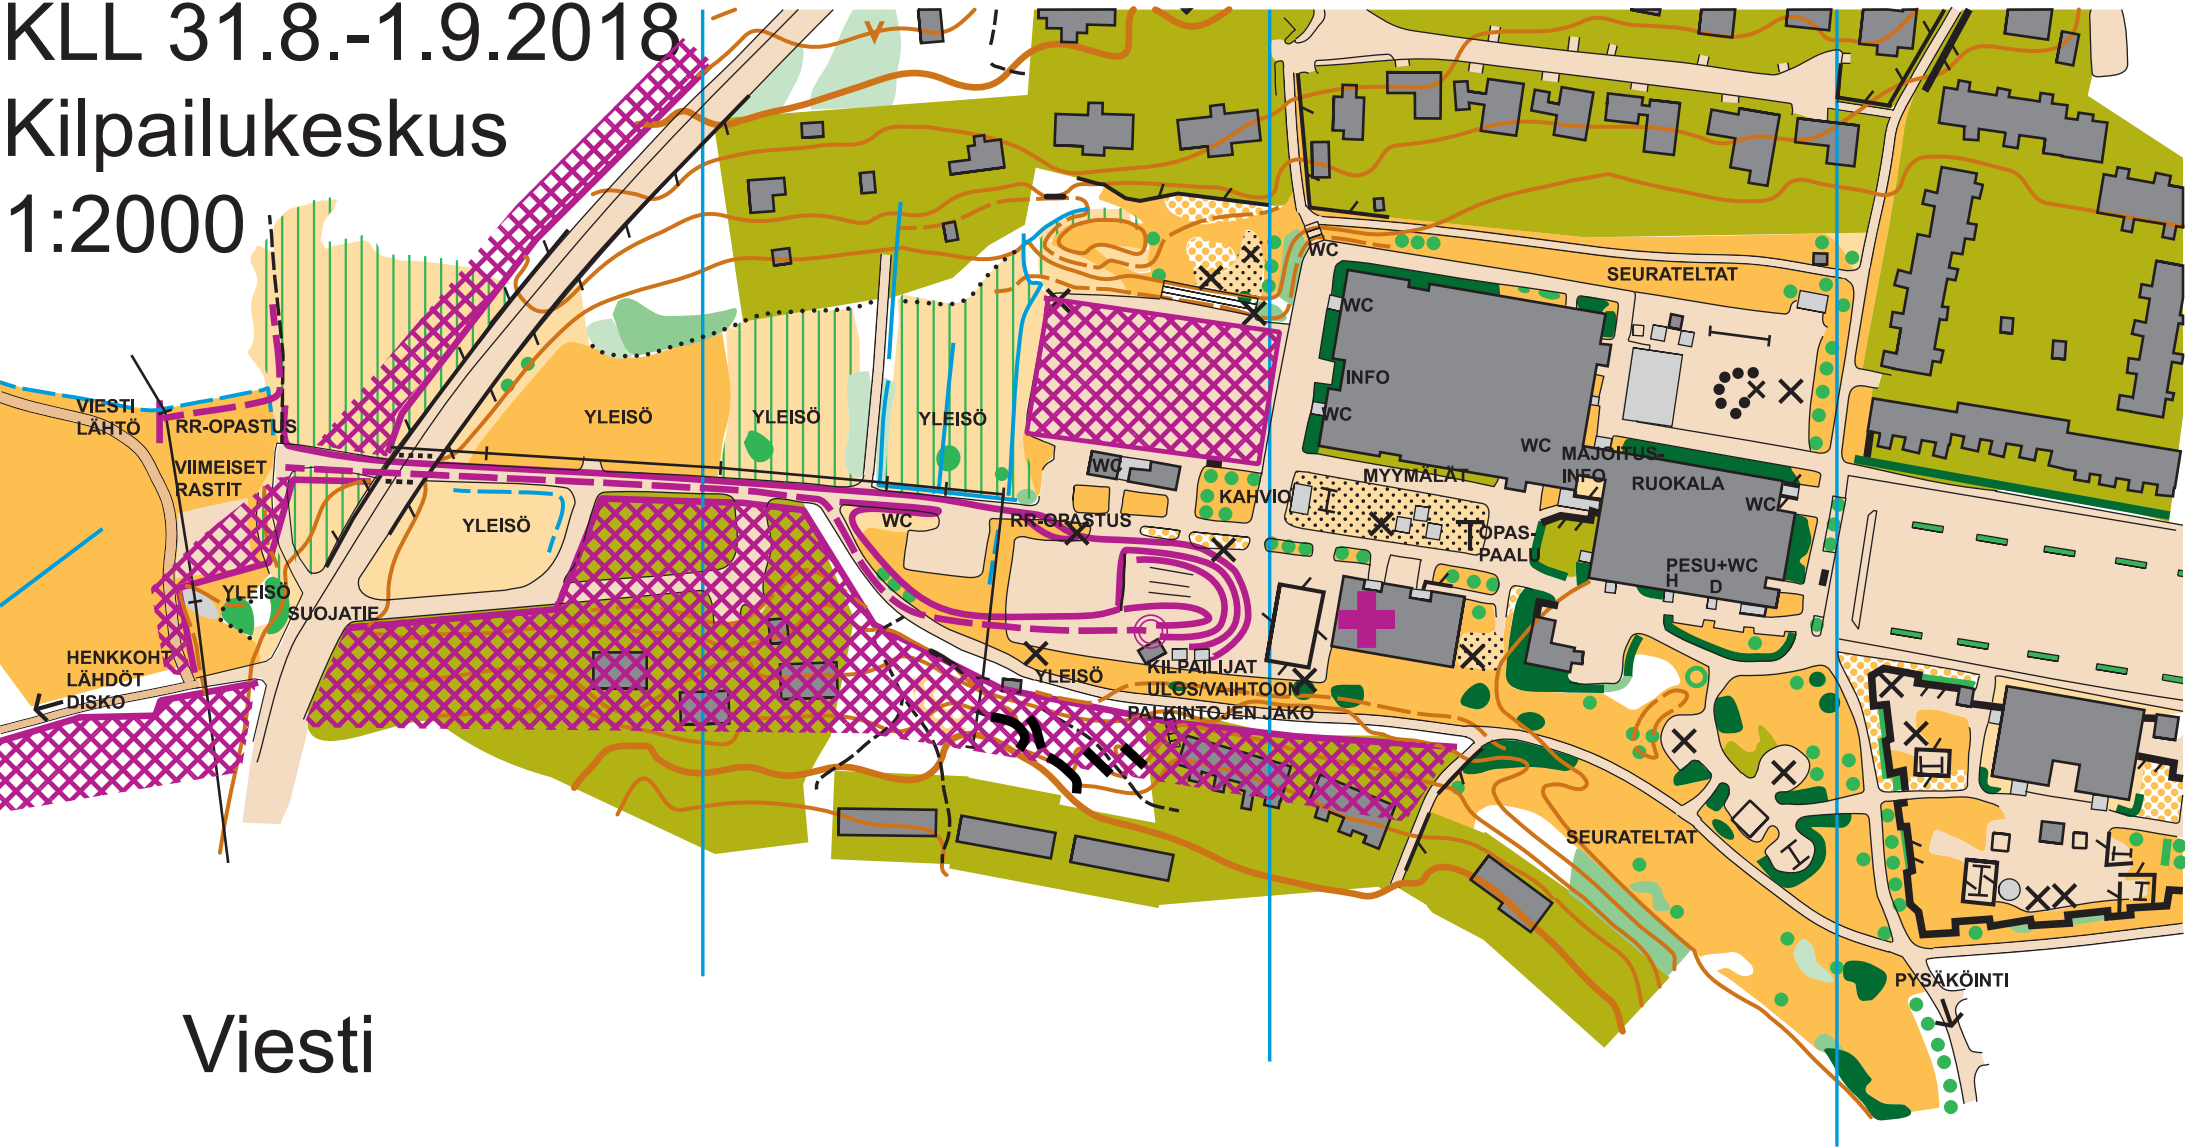 KLL 31.8.-1.9.2018
Kilpailukeskus
1:2000
WC
SEURATELTAT
WC
INFO
WC
YLEISÖ
YLEISÖ
YLEISÖ
VIESTI
LÄHTÖ
RR-OPASTUS
VIIMEISET
RASTIT
WC
WC
MAJOITUS-
INFO
MYYMÄLÄT
RUOKALA
KAHVIO
WC
YLEISÖ
WC
RR-OPASTUS
OPAS-
PAALU
PESU+WC
H
D
YLEISÖ
SUOJATIE
HENKKOHT
LÄHDÖT
DISKO
YLEISÖ
KILPAILIJAT
ULOS/VAIHTOON
PALKINTOJEN JAKO
SEURATELTAT
PYSÄKÖINTI
Viesti